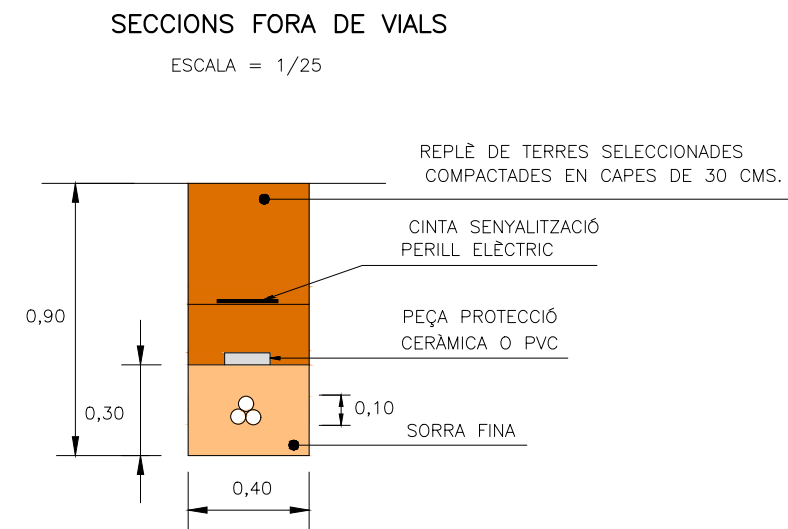 SECCIONS FORA DE VIALS
ESCALA = 1/25
REPLÈ DE TERRES SELECCIONADES
COMPACTADES EN CAPES DE 30 CMS.
CINTA SENYALITZACIÓ
PERILL ELÈCTRIC
0,90
PEÇA PROTECCIÓ
CERÀMICA O PVC
0,30
0,10
SORRA FINA
0,40